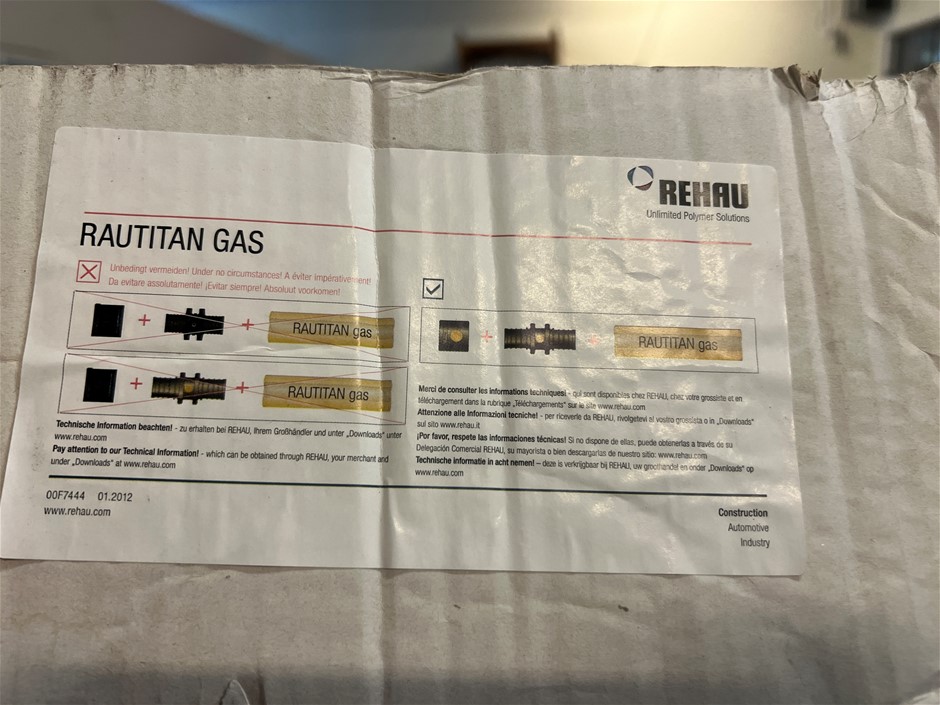 REHAU
Unlimited Polymer Solutions
RAUTITAN GAS
Unbedingt vermeiden! Under no circumstances! A éviter impérativement!
Da evitare assolutamente! ¡Evitar siempre! Absoluut voorkomen!
+ + RAUTITAN gas
+ + RAUTITAN gas
Technische Information beachten! - zu erhalten bei REHAU, Ihrem Großhändler und unter „Downloads" unter
www.rehau.com
Pay attention to our Technical Information! - which can be obtained through REHAU, your merchant and
under „Downloads" at www.rehau.com
+ + RAUTITAN gas
Merci de consulter les informations techniques! - qui sont disponibles chez REHAU, chez votre grossiste et en
téléchargement dans la rubrique „Téléchargements" sur le site www.rehau.com
Attenzione alle Informazioni tecniche! - per riceverle da REHAU, rivolgetevi al vostro grossista o in „Downloads"
sul sito www.rehau.it
¡Por favor, respete las informaciones técnicas! Si no dispone de ellas, puede obtenerlas a través de su
Delegación Comercial REHAU, su mayorista o bien descargarlas de nuestro sitio: www.rehau.com
Technische informatie in acht nemen! – deze is verkrijgbaar bij REHAU, uw groothandel en onder „Downloads" op
www.rehau.com
00F7444 01.2012
www.rehau.com
Construction
Automotive
Industry